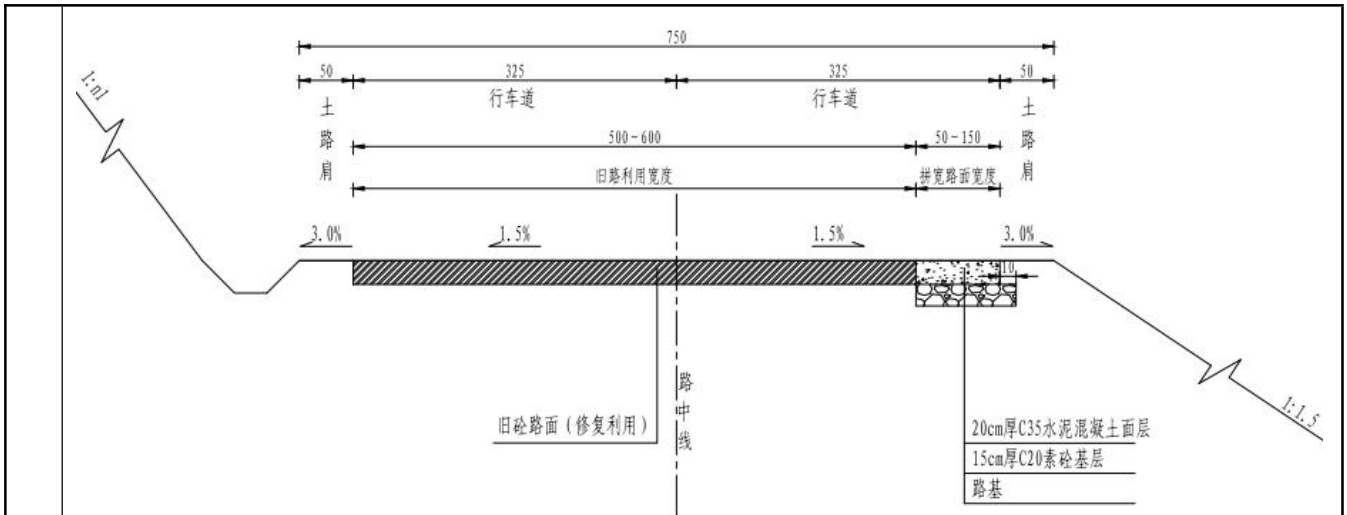 750
50 325 325 50
行车道 行车道
土路肩
土路肩
1:n1
500~600 50~150
旧路利用宽度 拼宽路面宽度
3.0% 1.5% 1.5% 3.0%
10
路中线
旧砼路面（修复利用）
1:1.5
20cm厚C35水泥混凝土面层
15cm厚C20素砼基层
路基